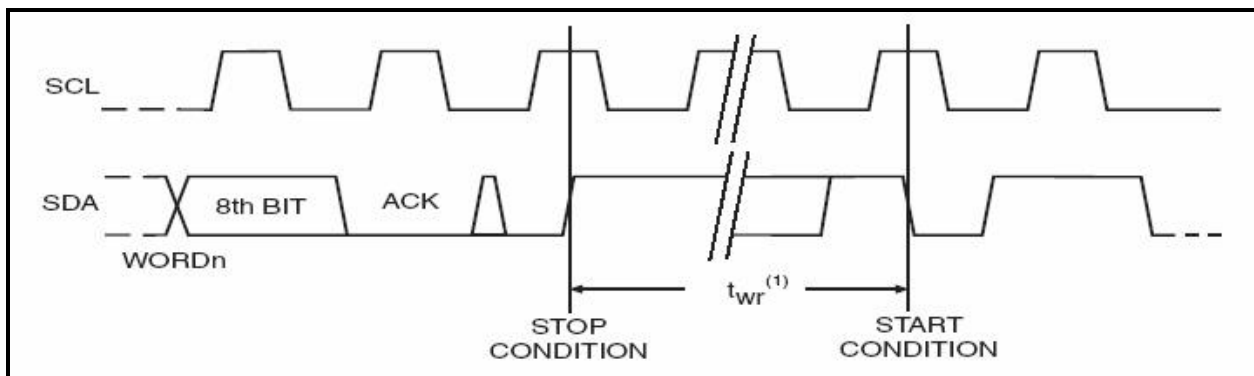 SCL
SDA
8th BIT
ACK
WORDn
twr(1)
STOP
CONDITION
START
CONDITION